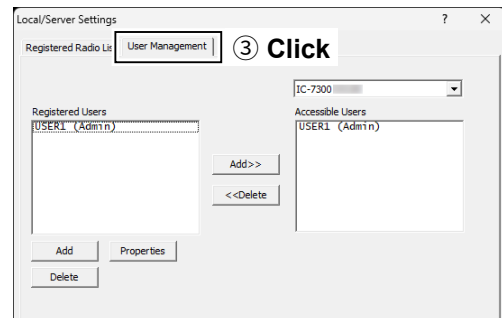 Local/Server Settings
? ×
Registered Radio Lis
User Management
③ Click
IC-7300
Registered Users
Accessible Users
USER1 (Admin)
USER1 (Admin)
Add>>
<<Delete
Add
Properties
Delete